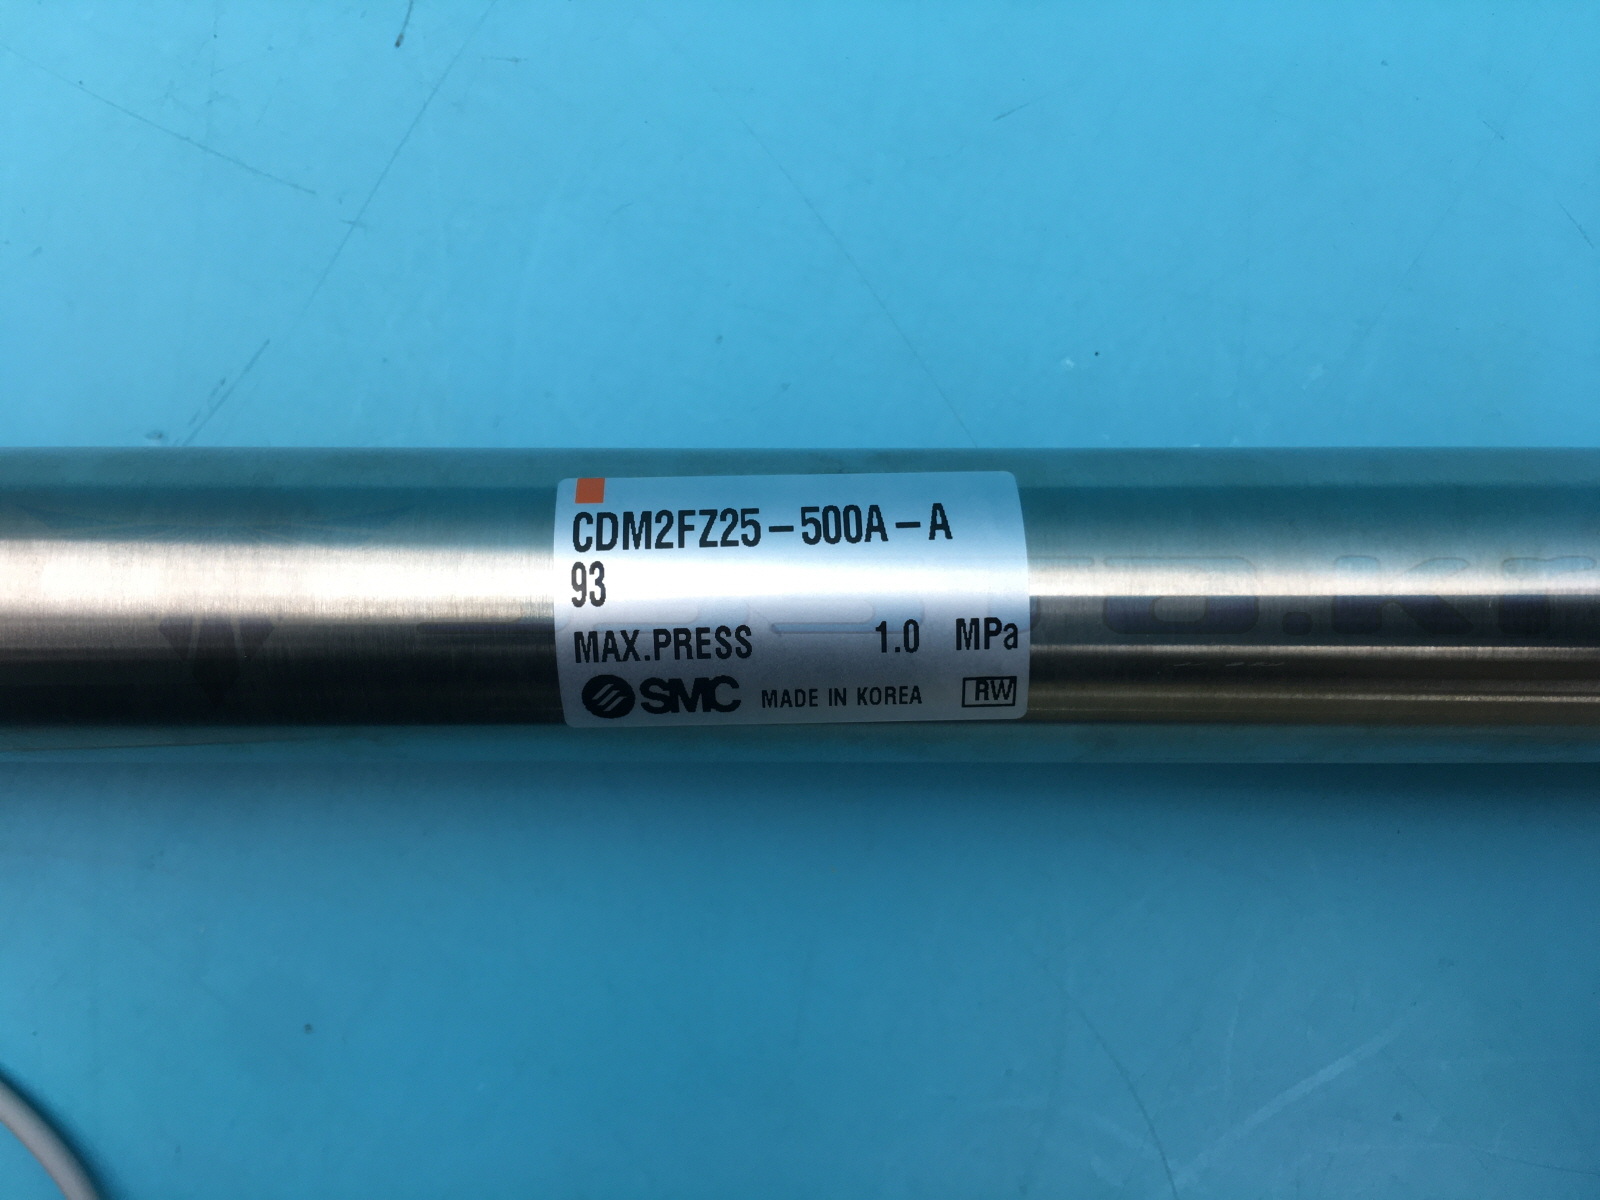 CDM2FZ25-500A-A
93
MAX.PRESS 1.0 MPa
SMC MADE IN KOREA RW